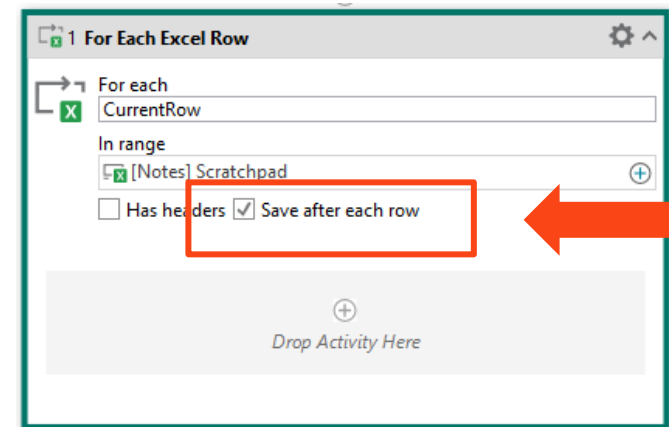 1 For Each Excel Row
For each
CurrentRow
In range
[Notes] Scratchpad
Has headers Save after each row
Drop Activity Here